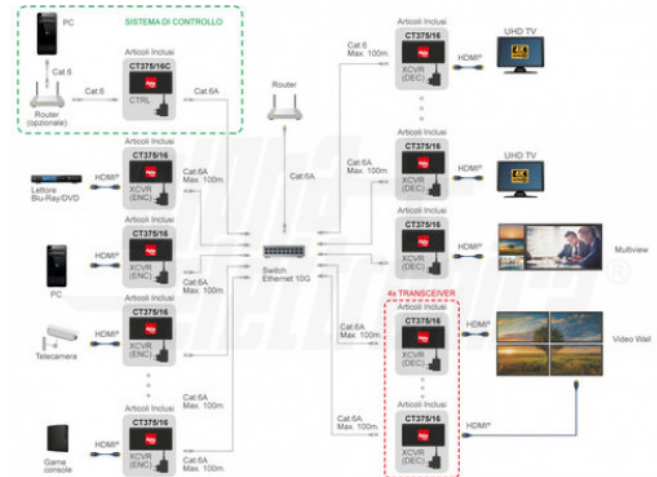 SISTEMA DI CONTROLLO
PC
Cat.6
Router
(opzionale)
Cat.6
Articoli Inclusi
CT375/16C
CTRL
Cat.6A
Router
Cat.6A
Switch
Ethernet 10G
Lettore
Blu-Ray/DVD
HDMI®
Articoli Inclusi
CT375/16
XCVR
(ENC)
Cat.6A
Max. 100m.
PC
HDMI®
Articoli Inclusi
CT375/16
XCVR
(ENC)
Cat.6A
Max. 100m.
Telecamera
HDMI®
Articoli Inclusi
CT375/16
XCVR
(ENC)
Cat.6A
Max. 100m.
Game
console
HDMI®
Articoli Inclusi
CT375/16
XCVR
(ENC)
Cat.6A
Max. 100m.
Cat.6
Max. 100m.
Articoli Inclusi
CT375/16
XCVR
(DEC)
HDMI®
UHD TV
4K
Cat.6A
Max. 100m.
Articoli Inclusi
CT375/16
XCVR
(DEC)
HDMI®
UHD TV
4K
Cat.6A
Max. 100m.
Articoli Inclusi
CT375/16
XCVR
(DEC)
HDMI®
Multiview
4x TRANSCEIVER
Cat.6A
Max. 100m.
Articoli Inclusi
CT375/16
XCVR
(DEC)
HDMI®
Video Wall
Cat.6A
Max. 100m.
Articoli Inclusi
CT375/16
XCVR
(DEC)
HDMI®